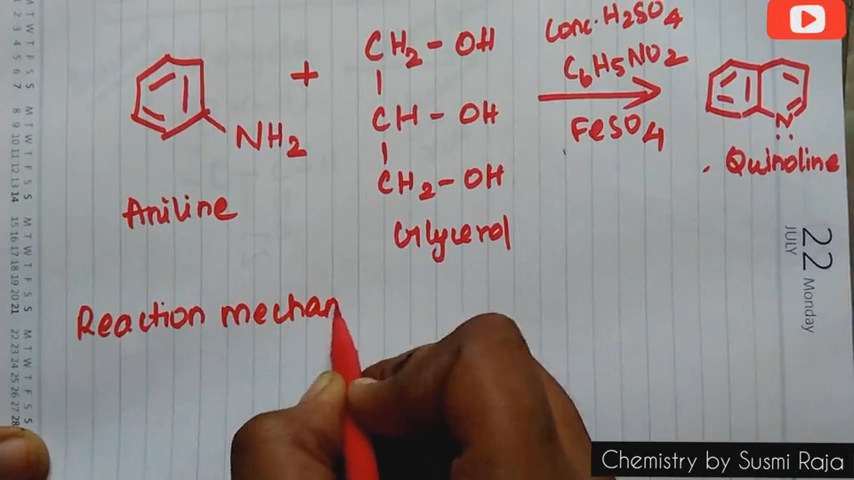 CH2 - OH
Conc. H2SO4
+
CH - OH
C6H5NO2
NH2
FeSO4
N
CH2 - OH
Quinoline
Aniline
Glycerol
Reaction mechan
22 Monday
JULY
Chemistry by Susmi Raja